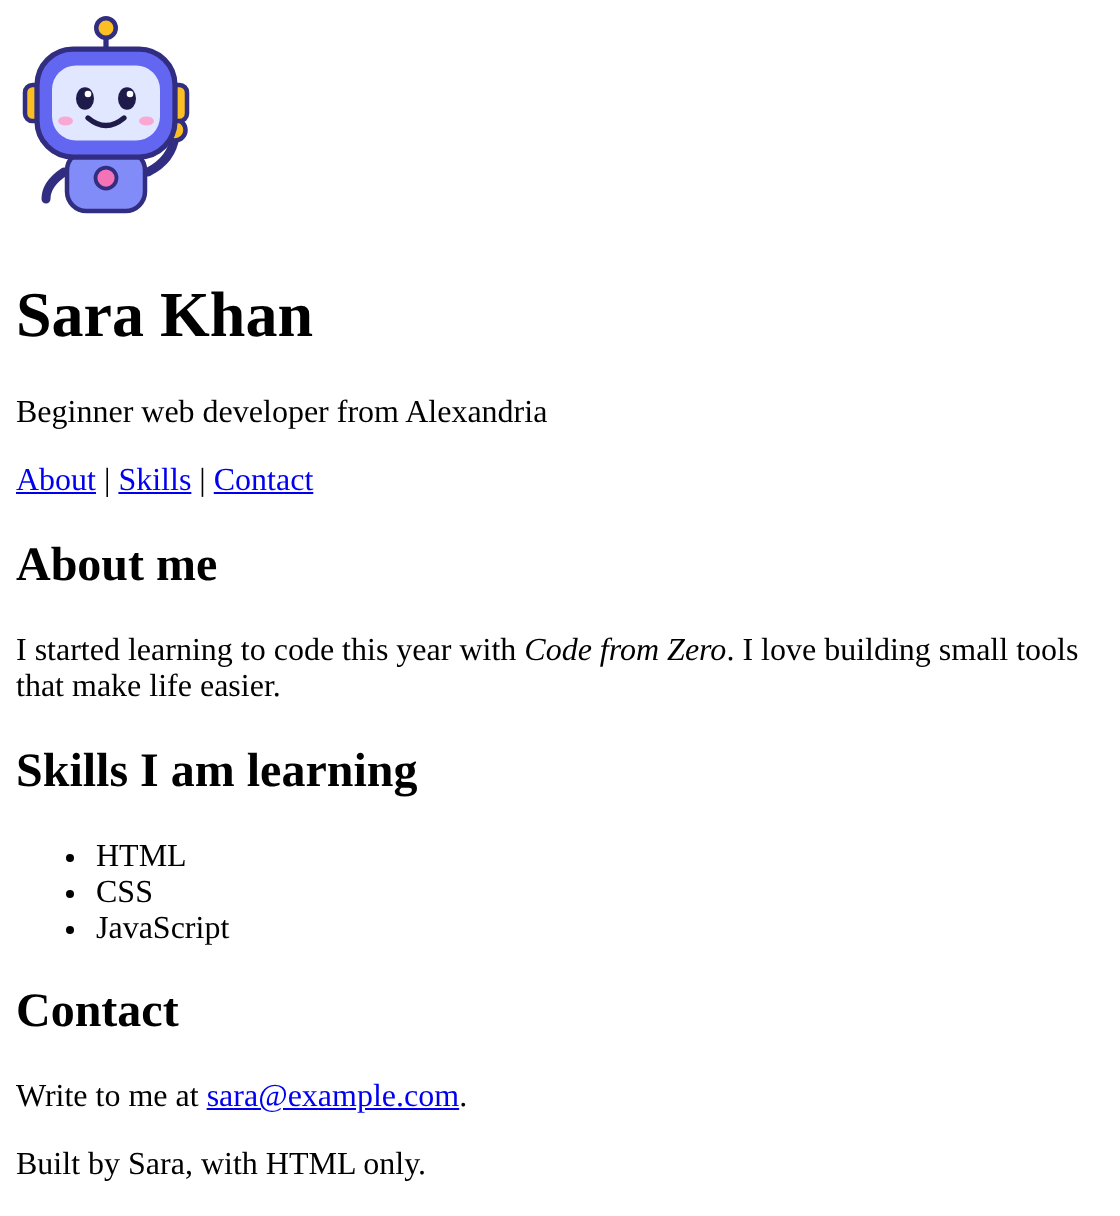 Sara Khan
Beginner web developer from Alexandria
About | Skills | Contact
About me
I started learning to code this year with Code from Zero. I love building small tools
that make life easier.
Skills I am learning
• HTML
• CSS
• JavaScript
Contact
Write to me at sara@example.com.
Built by Sara, with HTML only.